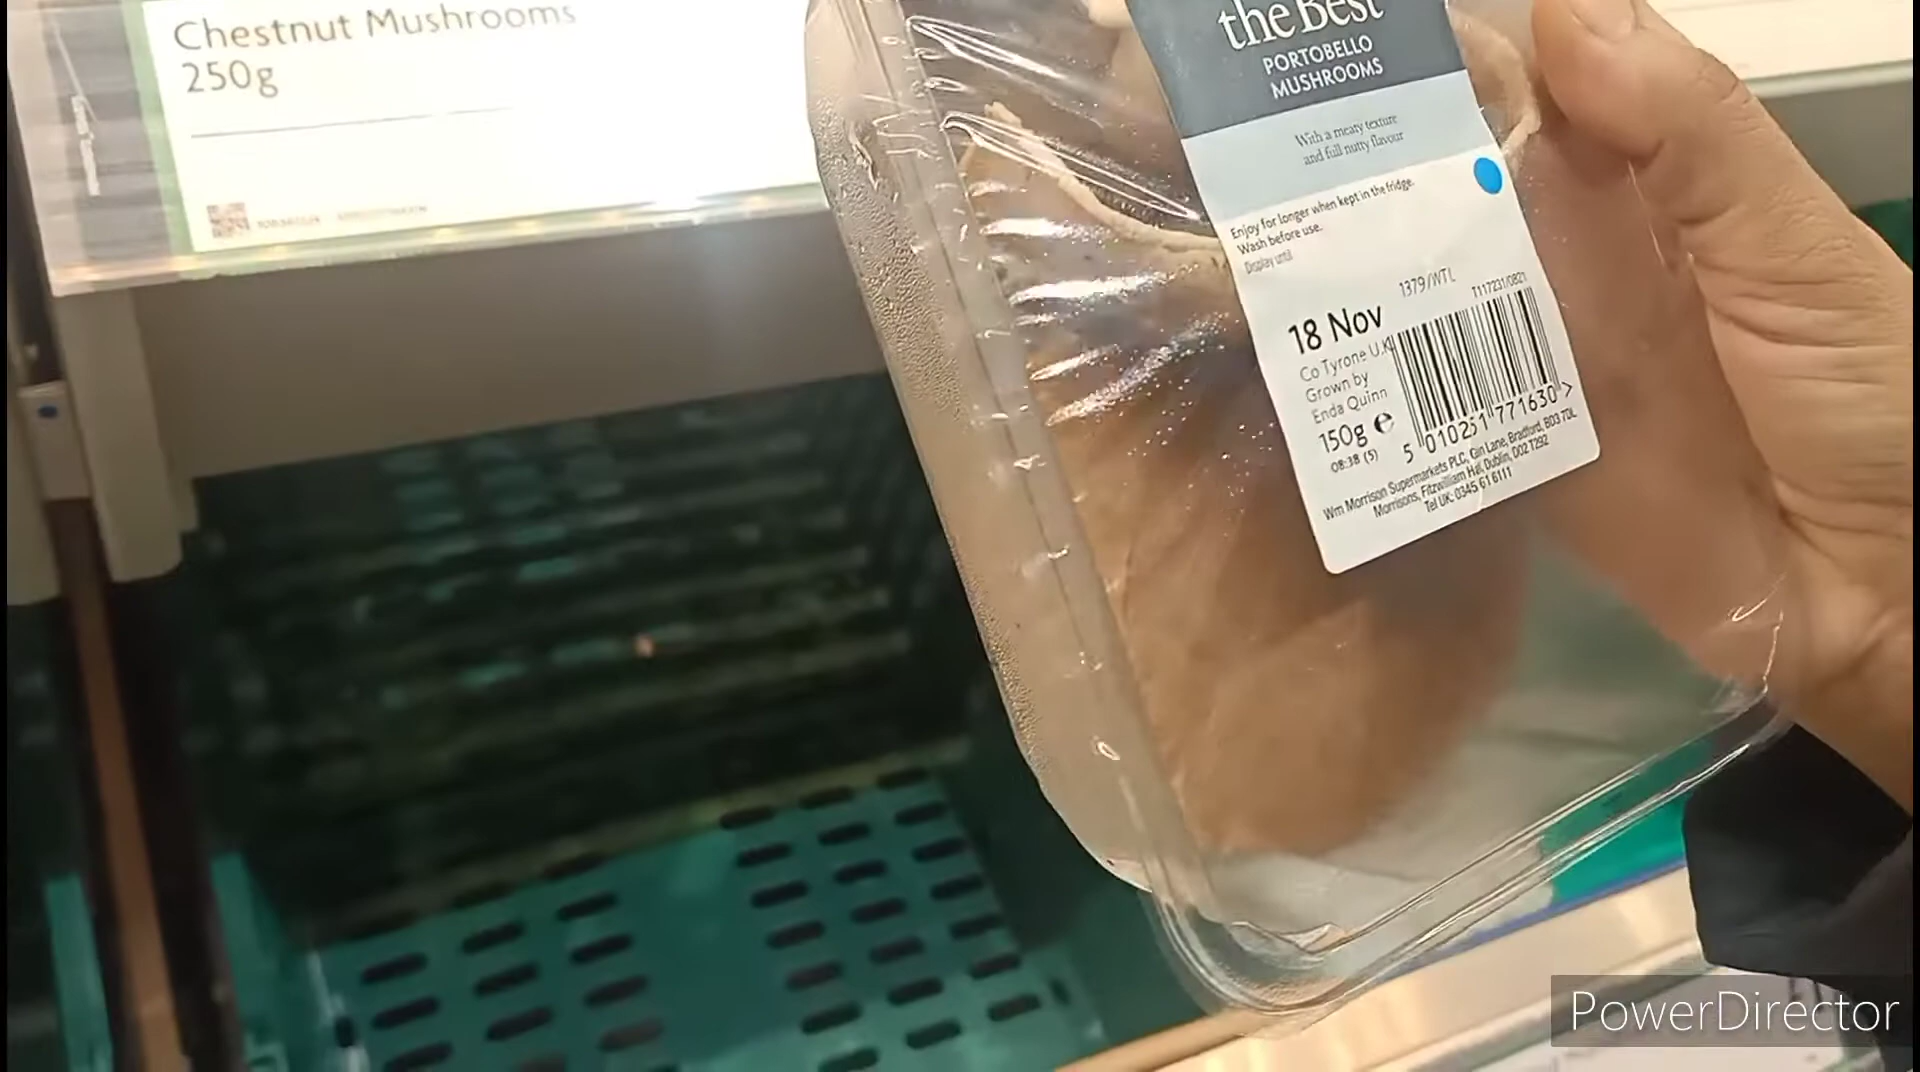 Chestnut Mushrooms
250g
the Best
PORTOBELLO
MUSHROOMS
With a meaty texture
and full nutty flavour
Enjoy for longer when kept in the fridge.
Wash before use.
Display until
1379/WTL
T117231/0821
18 Nov
Co Tyrone U.K
Grown by
Enda Quinn
150g e
08:38 (5)
5 010251 771630 >
Wm Morrison Supermarkets PLC, Gain Lane, Bradford, BD3 7DL
Morrisons, Fitzwilliam Hall, Dublin, D02 T292
Tel UK: 0345 61 6111
PowerDirector